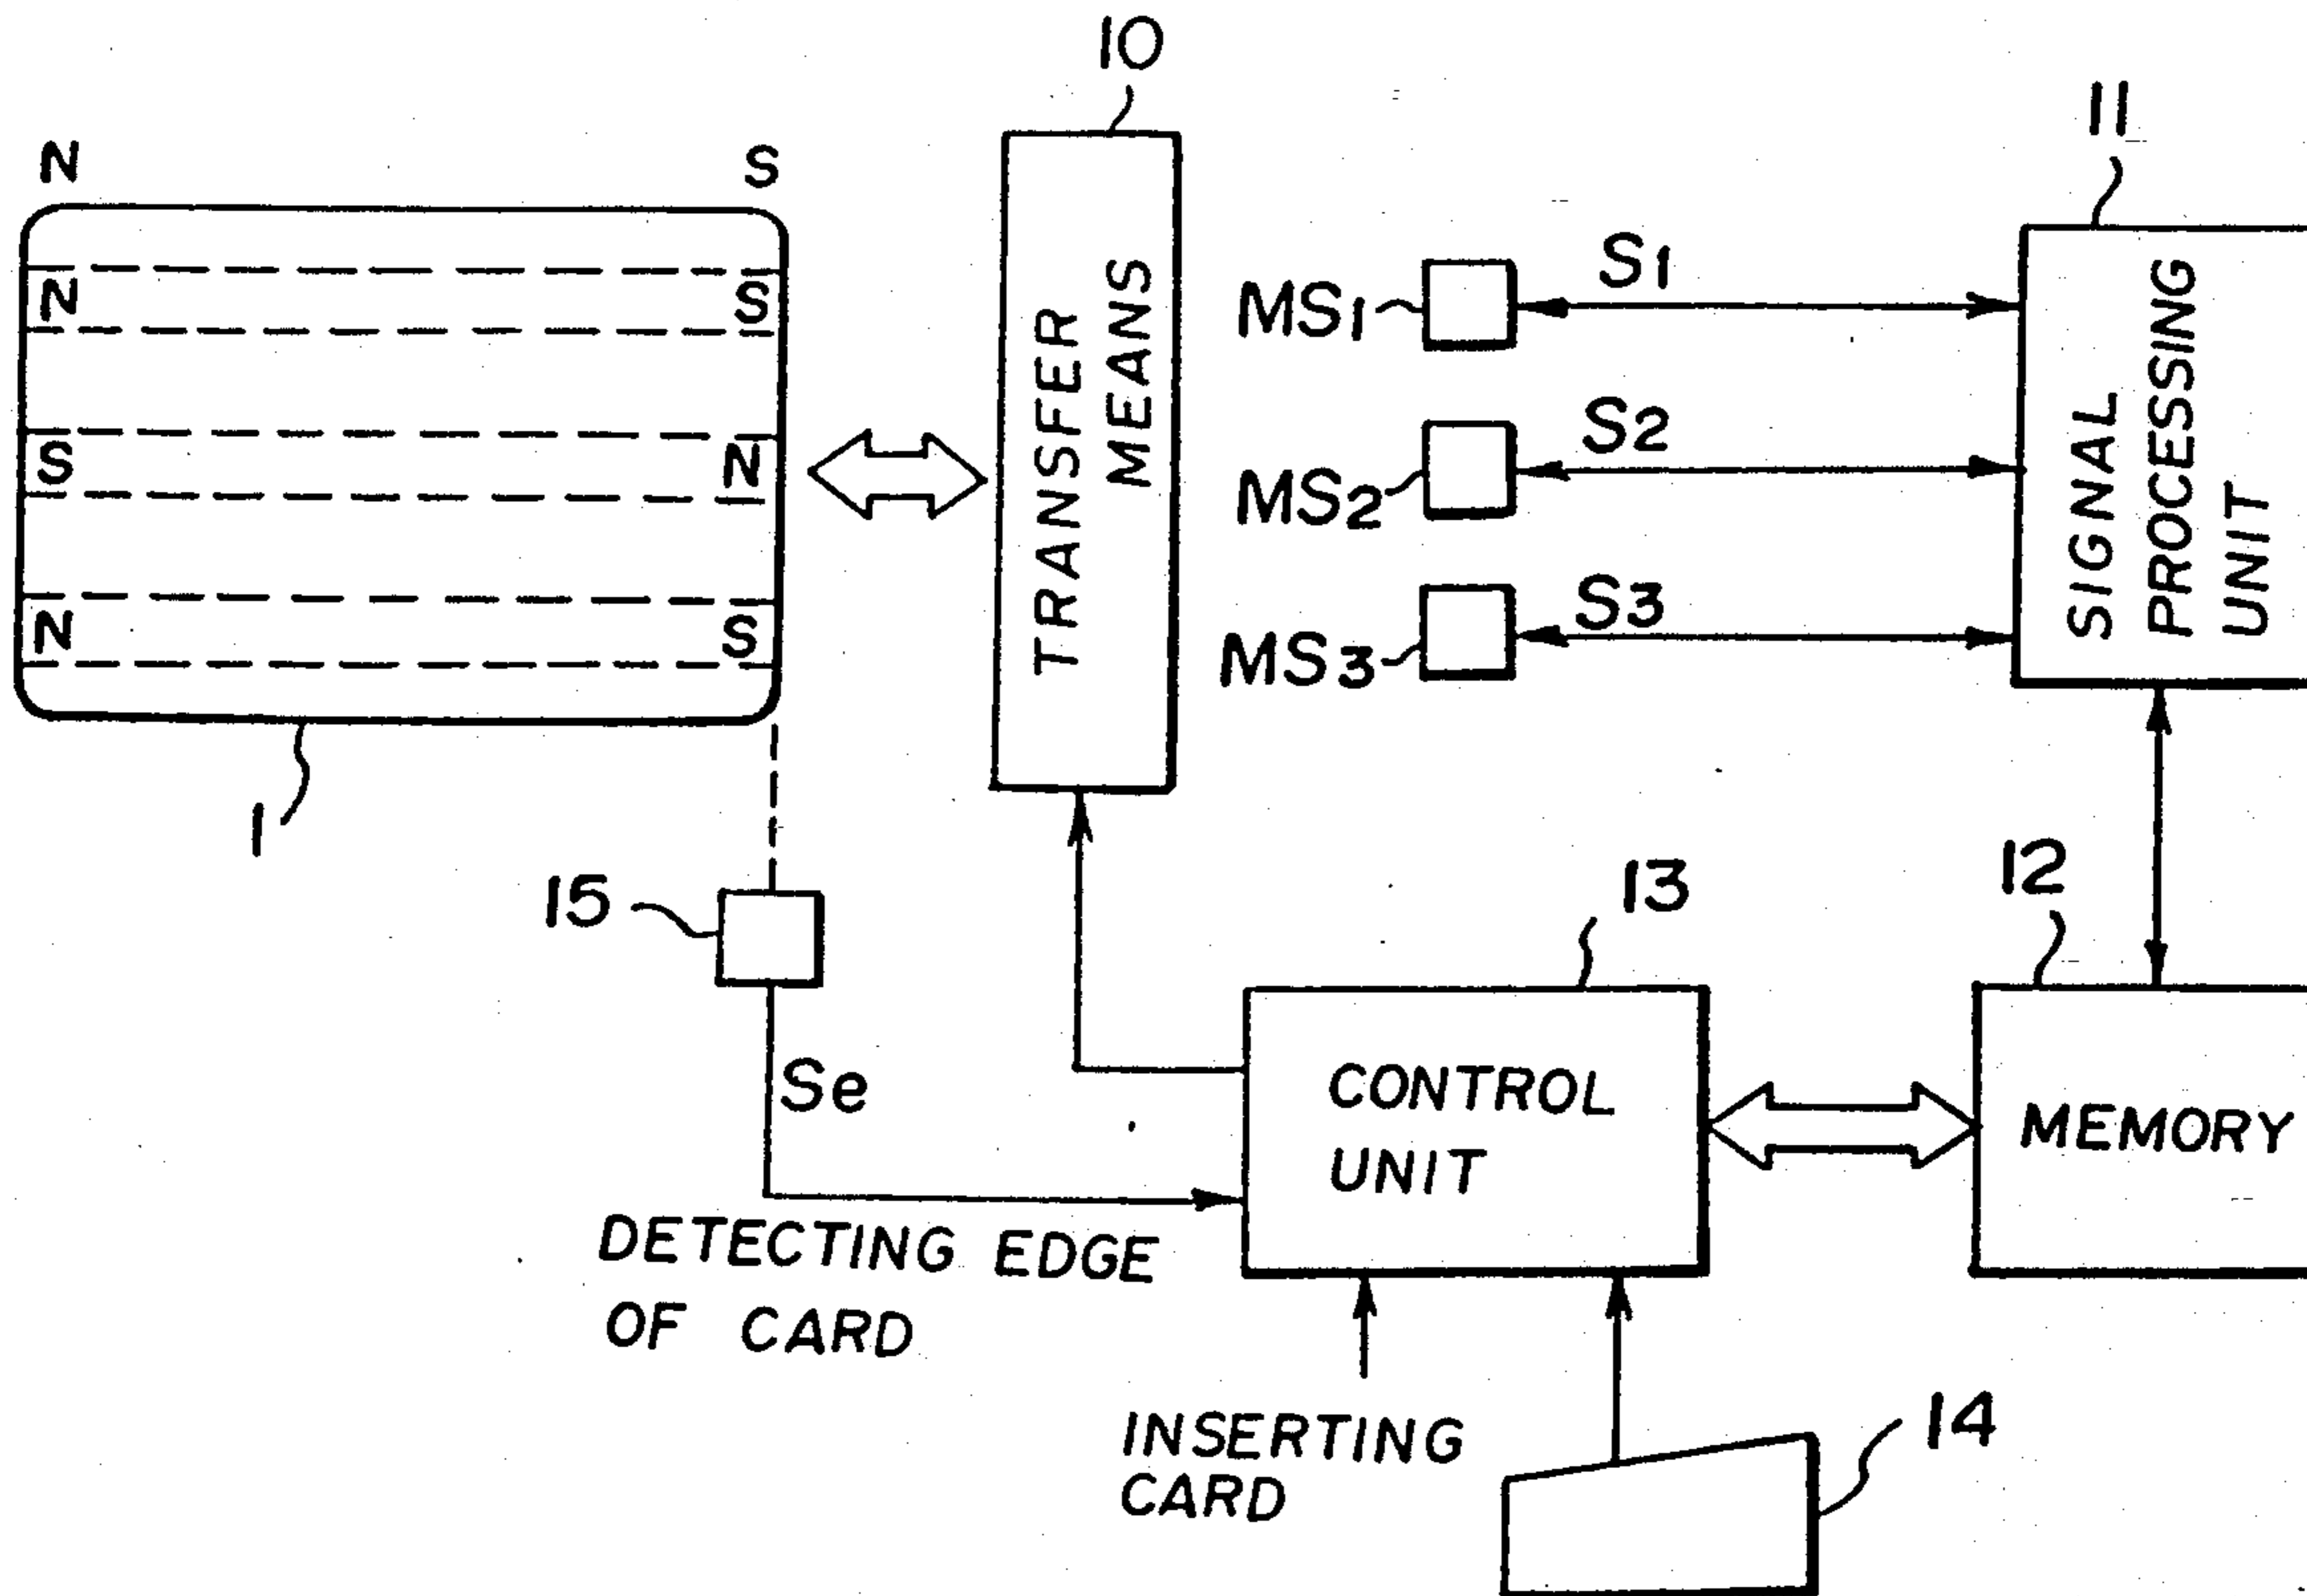 10
11
N
S
N
S
S
N
N
S
1
TRANSFER
MEANS
MS1
S1
MS2
S2
MS3
S3
SIGNAL
PROCESSING
UNIT
15
13
12
Se
CONTROL
UNIT
MEMORY
DETECTING EDGE
OF CARD
INSERTING
CARD
14